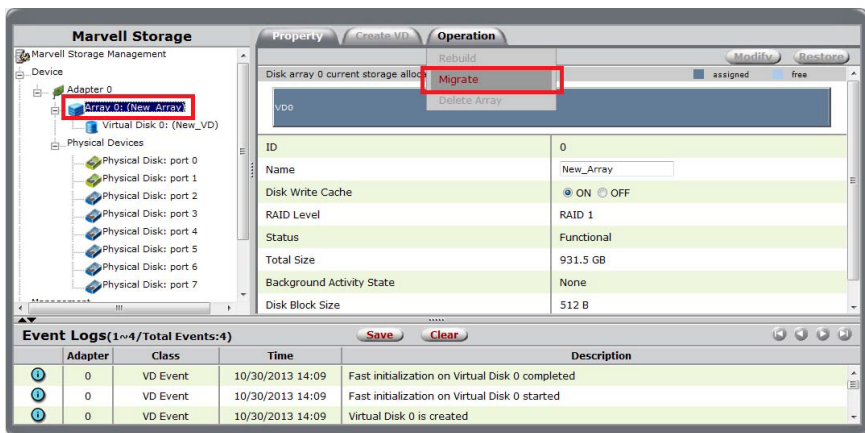 Marvell Storage
Marvell Storage Management
Device
Adapter 0
Array 0: (New_Array)
Virtual Disk 0: (New_VD)
Physical Devices
Physical Disk: port 0
Physical Disk: port 1
Physical Disk: port 2
Physical Disk: port 3
Physical Disk: port 4
Physical Disk: port 5
Physical Disk: port 6
Physical Disk: port 7
Property Create VD Operation
Rebuild
Migrate
Delete Array
Modify Restore
Disk array 0 current storage assigned free
VD0
ID 0
Name New_Array
Disk Write Cache ON OFF
RAID Level RAID 1
Status Functional
Total Size 931.5 GB
Background Activity State None
Disk Block Size 512 B
Event Logs(1~4/Total Events:4) Save Clear
Adapter Class Time Description
0 VD Event 10/30/2013 14:09 Fast initialization on Virtual Disk 0 completed
0 VD Event 10/30/2013 14:09 Fast initialization on Virtual Disk 0 started
0 VD Event 10/30/2013 14:09 Virtual Disk 0 is created